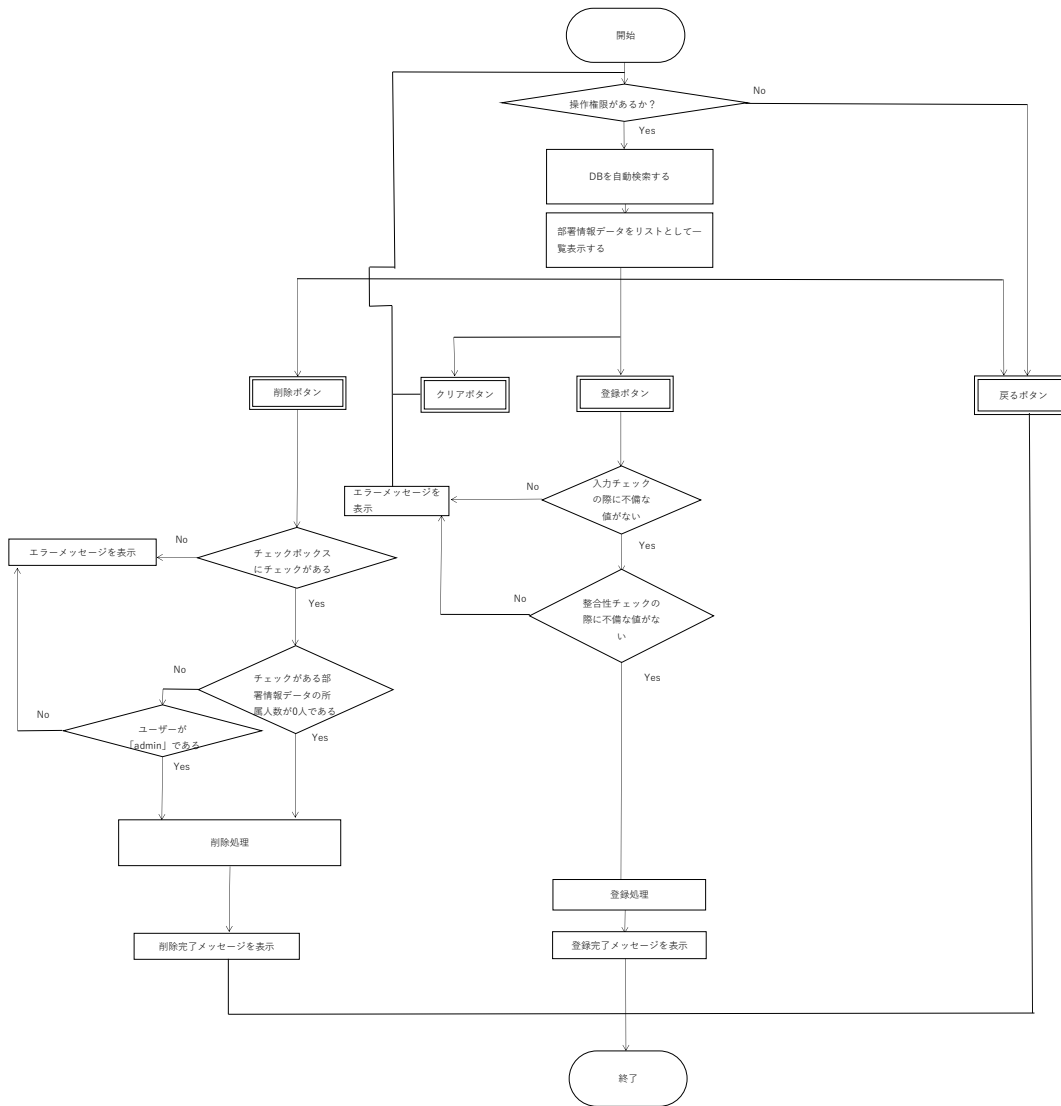 開始
操作権限があるか？
No
Yes
DBを自動検索する
部署情報データをリストとして一
覧表示する
削除ボタン
クリアボタン
登録ボタン
戻るボタン
エラーメッセージを
表示
No
入力チェック
の際に不備な
値がない
Yes
エラーメッセージを表示
No
チェックボックス
にチェックがある
Yes
No
整合性チェックの
際に不備な値がな
い
Yes
No
チェックがある部
署情報データの所
属人数が0人である
Yes
No
ユーザーが
「admin」である
Yes
削除処理
登録処理
削除完了メッセージを表示
登録完了メッセージを表示
終了